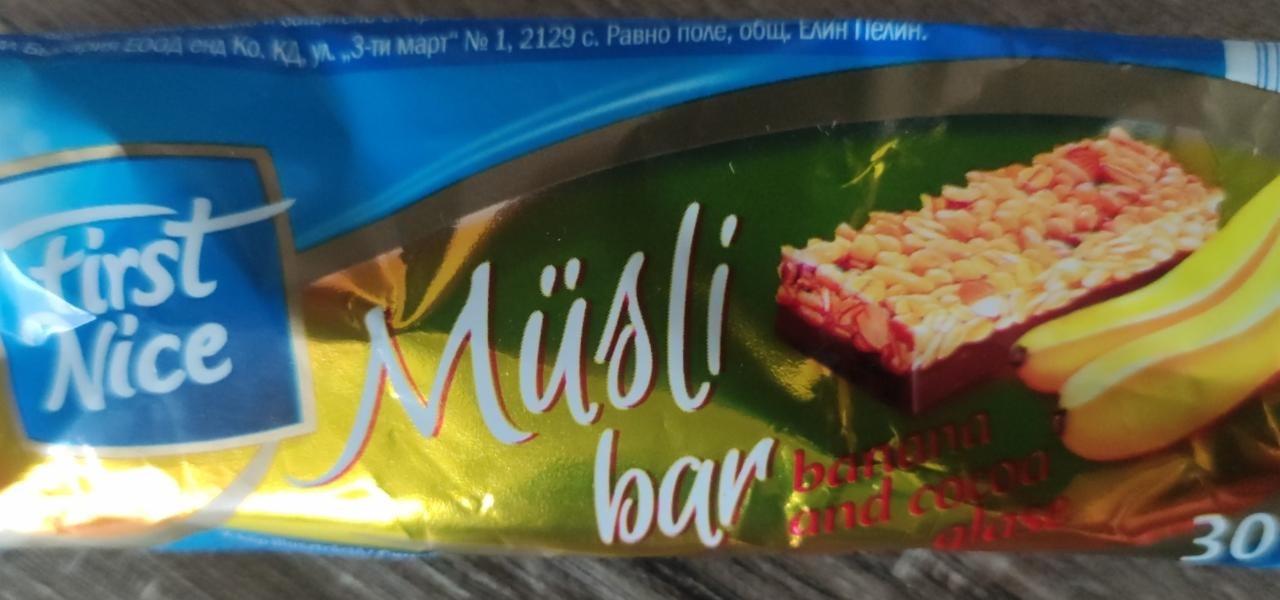 ЕООД енд Ко. КД, ул. „3-ти март“ № 1, 2129 с. Равно поле, общ. Елин Пелин.
First
Nice
Müsli
bar
banana
and cocoa
glaze
30